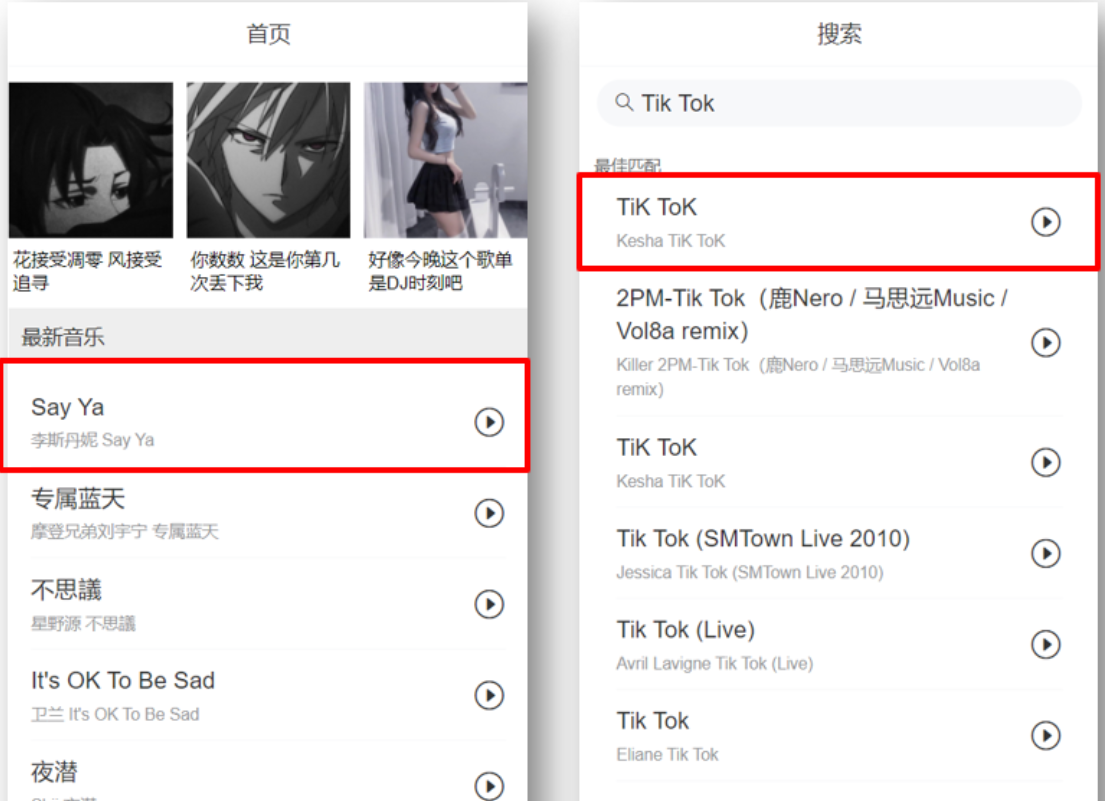 首页
花接受凋零 风接受
追寻
你数数 这是你第几
次丢下我
好像今晚这个歌单
是DJ时刻吧
最新音乐
Say Ya
李斯丹妮 Say Ya
专属蓝天
摩登兄弟刘宇宁 专属蓝天
不思議
星野源 不思議
It's OK To Be Sad
卫兰 It's OK To Be Sad
夜潜
搜索
Tik Tok
最佳匹配
TiK ToK
Kesha TiK ToK
2PM-Tik Tok（鹿Nero / 马思远Music /
Vol8a remix）
Killer 2PM-Tik Tok（鹿Nero / 马思远Music / Vol8a
remix）
TiK ToK
Kesha TiK ToK
Tik Tok (SMTown Live 2010)
Jessica Tik Tok (SMTown Live 2010)
Tik Tok (Live)
Avril Lavigne Tik Tok (Live)
Tik Tok
Eliane Tik Tok